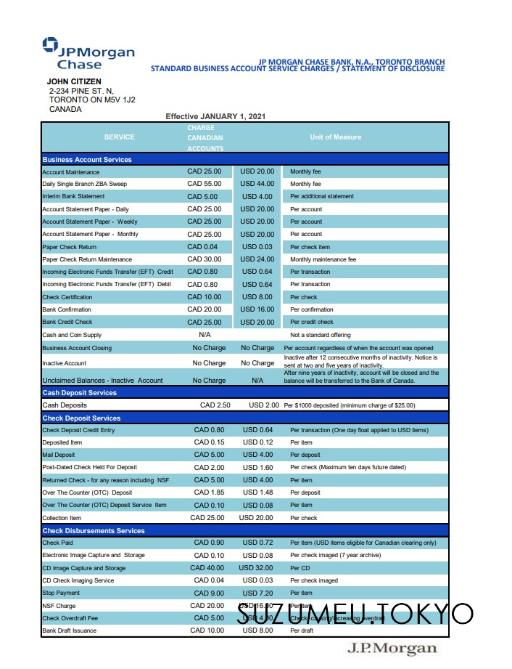 JPMorgan
Chase
JP MORGAN CHASE BANK, N.A., TORONTO BRANCH
STANDARD BUSINESS ACCOUNT SERVICE CHARGES / STATEMENT OF DISCLOSURE
JOHN CITIZEN
2-234 PINE ST. N,
TORONTO ON M5V 1J2
CANADA
Effective JANUARY 1, 2021
SERVICE CHARGE CANADIAN ACCOUNTS Unit of Measure
Business Account Services
Account Maintenance CAD 25.00 USD 20.00 Monthly fee
Daily Single Branch ZBA Sweep CAD 55.00 USD 44.00 Monthly fee
Interim Bank Statement CAD 5.00 USD 4.00 Per additional statement
Account Statement Paper - Daily CAD 25.00 USD 20.00 Per account
Account Statement Paper - Weekly CAD 25.00 USD 20.00 Per account
Account Statement Paper - Monthly CAD 25.00 USD 20.00 Per account
Paper Check Return CAD 0.04 USD 0.03 Per check item
Paper Check Return Maintenance CAD 30.00 USD 24.00 Monthly maintenance fee
Incoming Electronic Funds Transfer (EFT) Credit CAD 0.80 USD 0.64 Per transaction
Incoming Electronic Funds Transfer (EFT) Debit CAD 0.80 USD 0.64 Per transaction
Check Certification CAD 10.00 USD 8.00 Per check
Bank Confirmation CAD 20.00 USD 16.00 Per confirmation
Bank Credit Check CAD 25.00 USD 20.00 Per credit check
Cash and Coin Supply N/A Not a standard offering
Business Account Closing No Charge No Charge Per account regardless of when the account was opened
Inactive Account No Charge No Charge Inactive after 12 consecutive months of inactivity. Notice is
sent at two and five years of inactivity.
Unclaimed Balances - Inactive Account No Charge N/A After nine years of inactivity, account will be closed and the
balance will be transferred to the Bank of Canada.
Cash Deposit Services
Cash Deposits CAD 2.50 USD 2.00 Per $1000 deposited (minimum charge of $25.00)
Check Deposit Services
Check Deposit Credit Entry CAD 0.80 USD 0.64 Per transaction (One day float applied to USD items)
Deposited Item CAD 0.15 USD 0.12 Per item
Mail Deposit CAD 5.00 USD 4.00 Per deposit
Post-Dated Check Held For Deposit CAD 2.00 USD 1.60 Per check (Maximum ten days future dated)
Returned Check - for any reason including NSF CAD 5.00 USD 4.00 Per item
Over The Counter (OTC) Deposit CAD 1.85 USD 1.48 Per deposit
Over The Counter (OTC) Deposit Service Item CAD 0.10 USD 0.08 Per item
Collection Item CAD 25.00 USD 20.00 Per check
Check Disbursements Services
Check Paid CAD 0.90 USD 0.72 Per item (USD items eligible for Canadian clearing only)
Electronic Image Capture and Storage CAD 0.10 USD 0.08 Per check imaged (7 year archive)
CD Image Capture and Storage CAD 40.00 USD 32.00 Per CD
CD Check Imaging Service CAD 0.04 USD 0.03 Per check imaged
Stop Payment CAD 9.00 USD 7.20 Per item
NSF Charge CAD 20.00 USD 16.00 Per item
Check Overdraft Fee CAD 5.00 USD 4.00 Check creating/increasing overdraft
Bank Draft Issuance CAD 10.00 USD 8.00 Per draft
SUZUMEU.TOKYO
J.P.Morgan